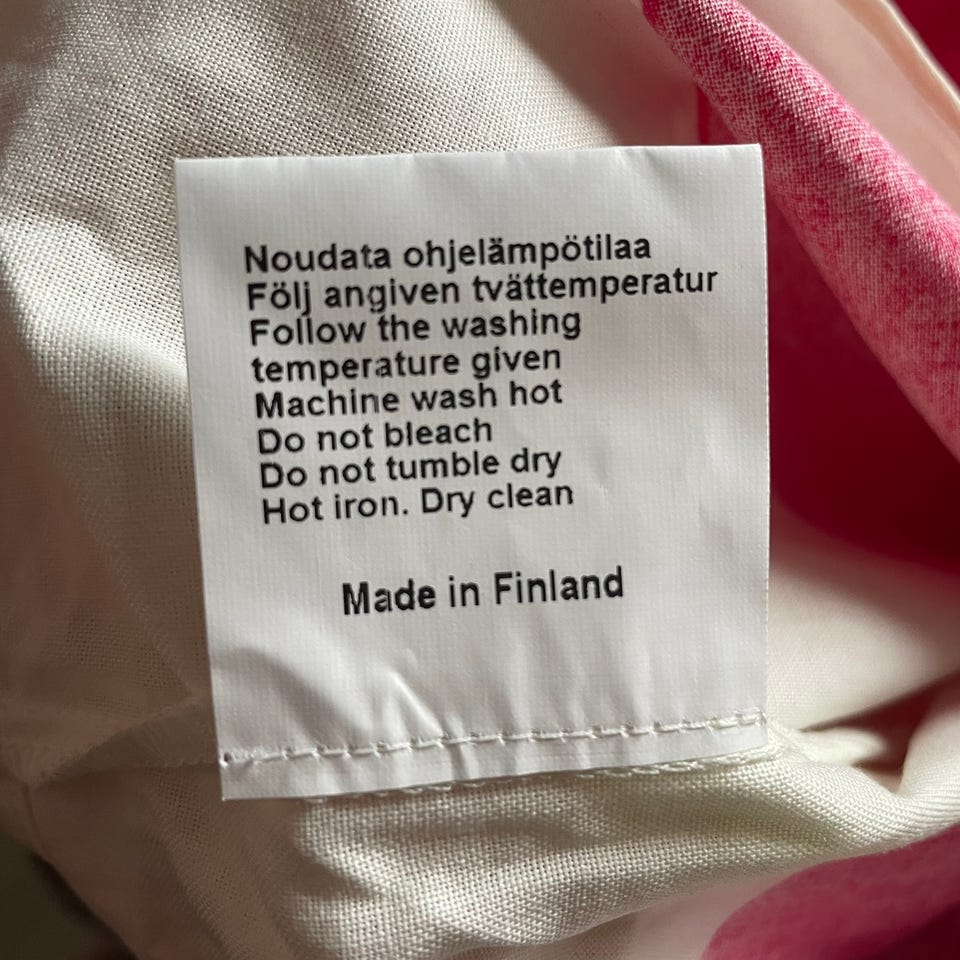 Noudata ohjelämpötilaa
Följ angiven tvättemperatur
Follow the washing
temperature given
Machine wash hot
Do not bleach
Do not tumble dry
Hot iron. Dry clean
Made in Finland